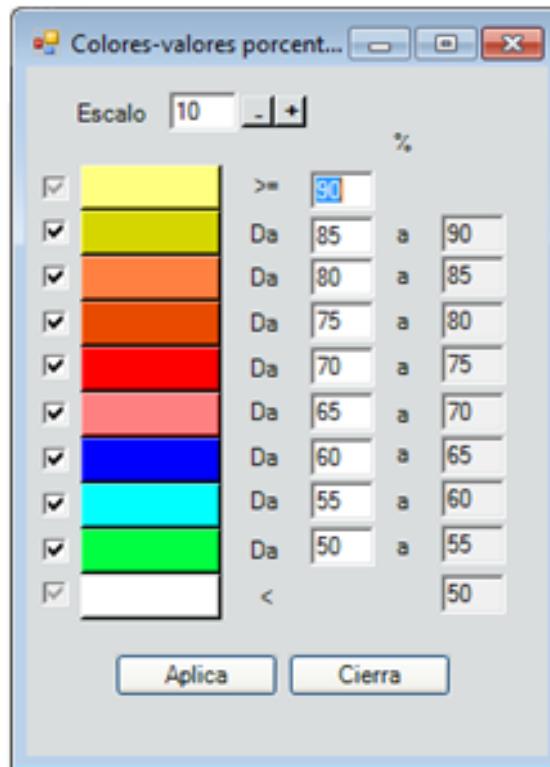 Colores-valores porcent...
Escalo 10 - +
%
>= 90
Da 85 a 90
Da 80 a 85
Da 75 a 80
Da 70 a 75
Da 65 a 70
Da 60 a 65
Da 55 a 60
Da 50 a 55
< 50
Aplica Cierra